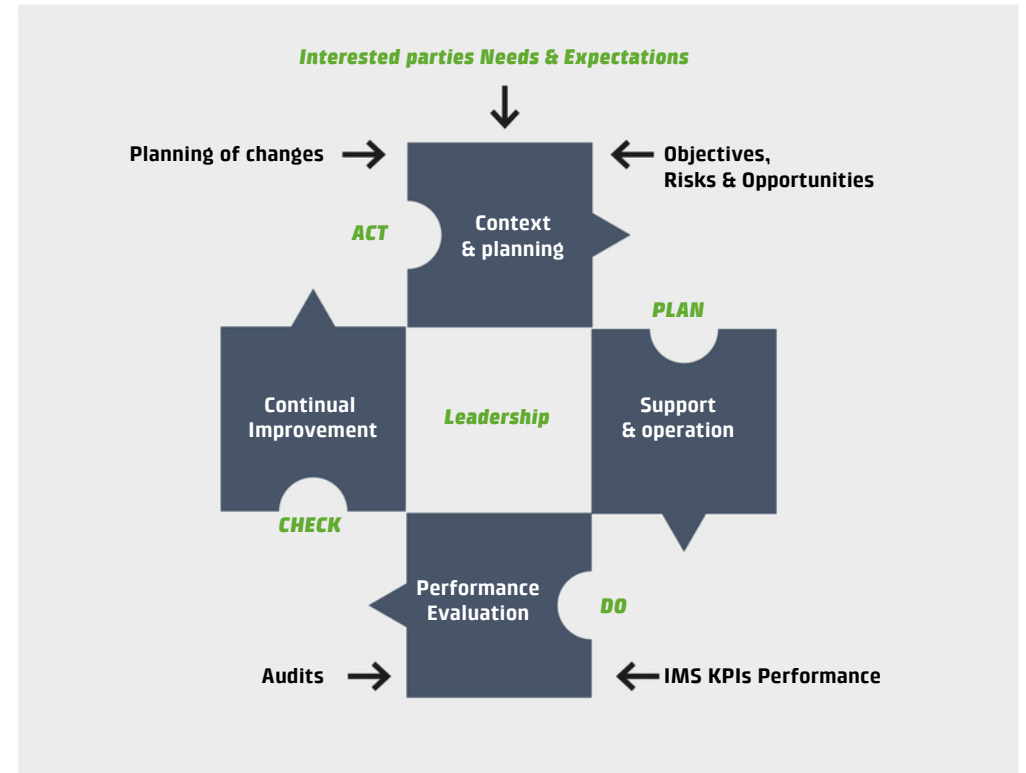 Interested parties Needs & Expectations
Planning of changes
Objectives,
Risks & Opportunities
ACT
Context
& planning
PLAN
Continual
Improvement
Leadership
Support
& operation
CHECK
Performance
Evaluation
DO
Audits
IMS KPIs Performance